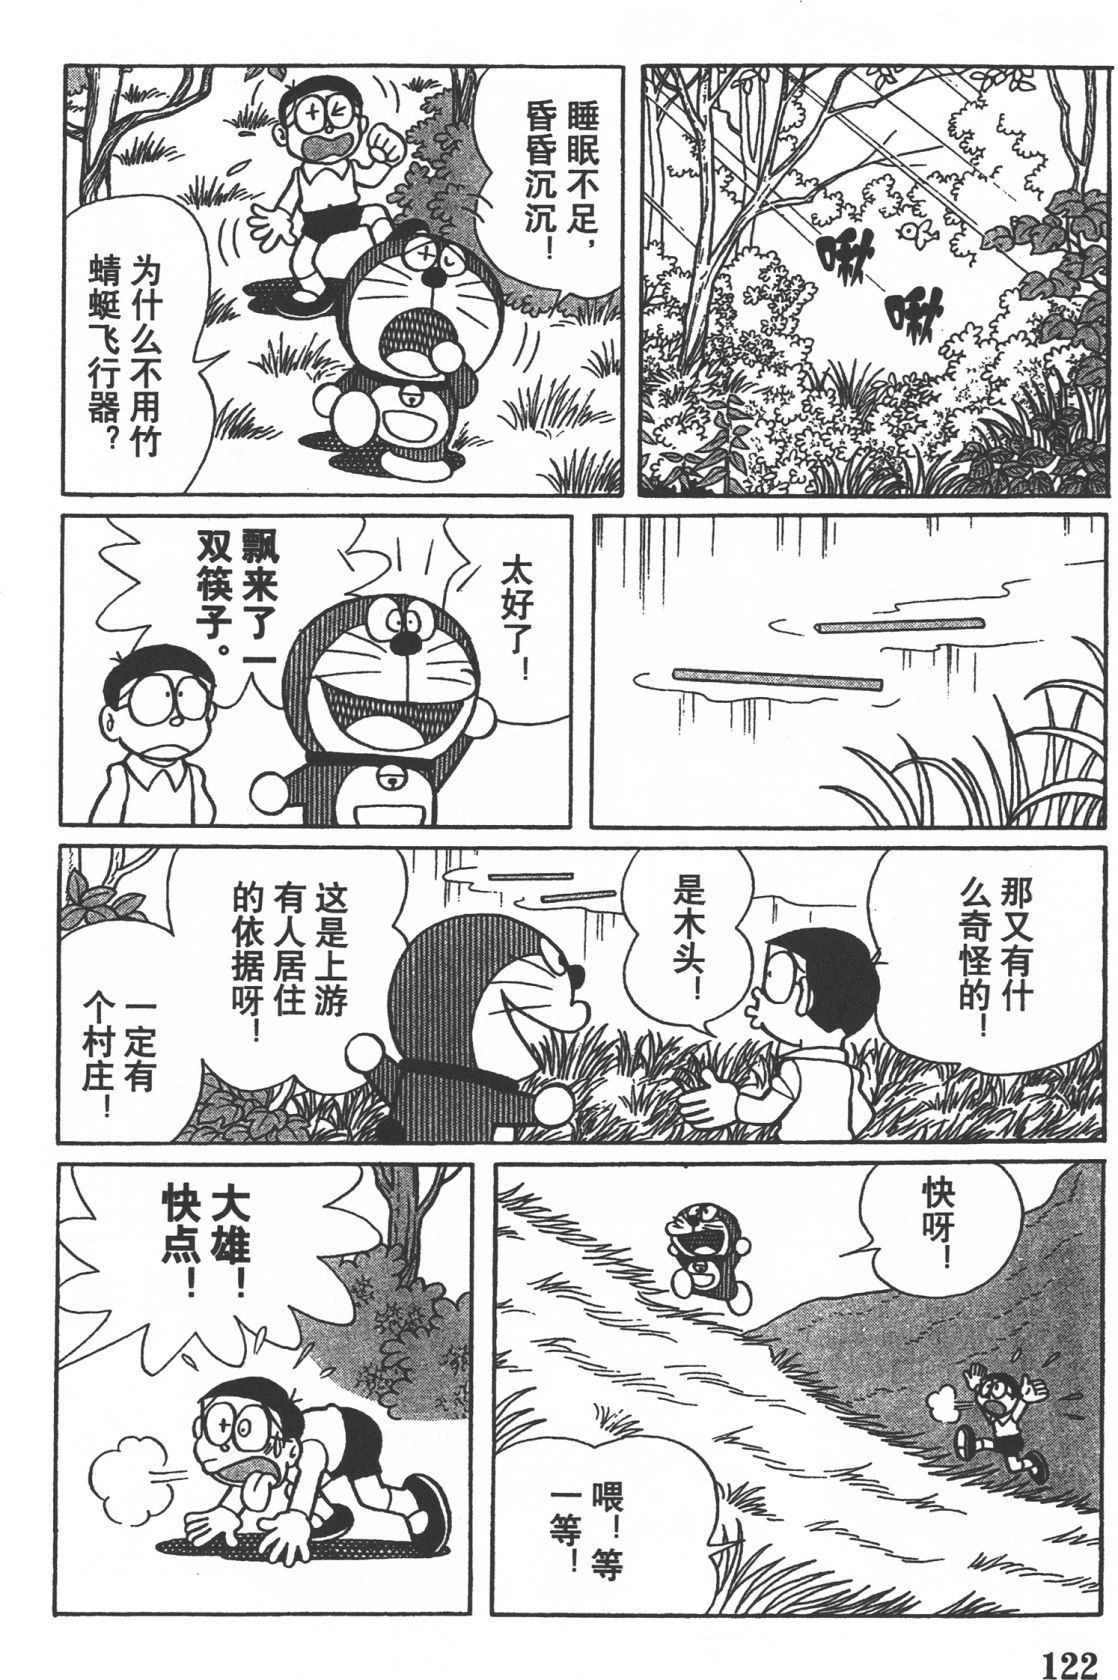 啾
啾
睡眠不足，
昏昏沉沉！
为什么不用竹
蜻蜓飞行器？
太好了！
飘来了一
双筷子。
那又有什
么奇怪的！
是木头！
这是上游
有人居住
的依据呀！
一定有
个村庄！
快呀！
喂！等
一等！
大雄！
快点！
122